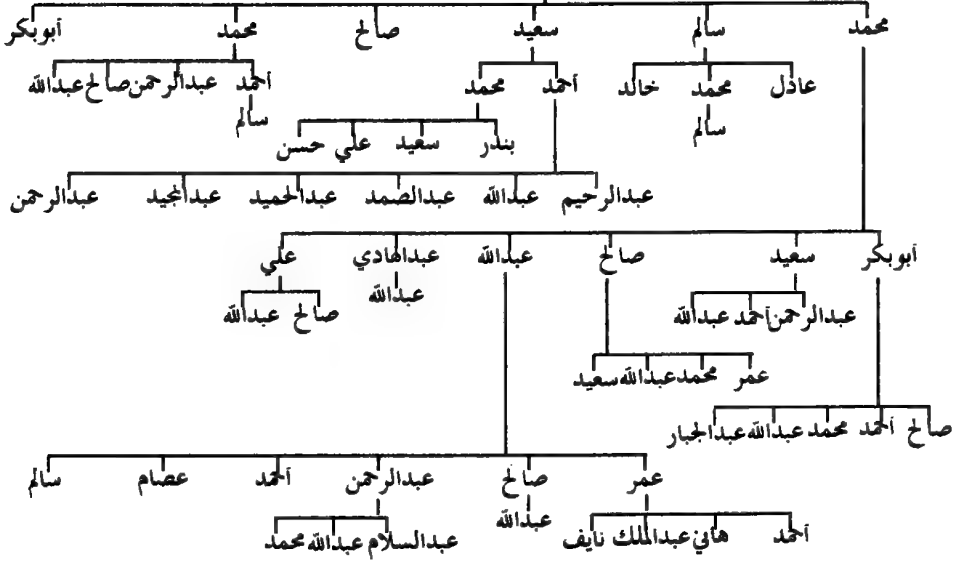 محمد سالم سعيد صالح محمد أبوبكر
عادل محمد خالد أحمد محمد أحمد عبدالرحمن صالح عبدالله
سالم سالم
بندر سعيد علي حسن
عبدالرحيم عبدالله عبدالصمد عبدالحميد عبدالمجيد عبدالرحمن
أبوبكر سعيد صالح عبدالله عبدالهادي علي
عبدالله
عبدالرحمن أحمد عبدالله صالح عبدالله
عمر محمد عبدالله سعيد
صالح أحمد محمد عبدالله عبدالجبار
عمر صالح عبدالرحمن أحمد عصام سالم
عبدالله
أحمد هاني عبدالملك نايف عبدالسلام عبدالله محمد